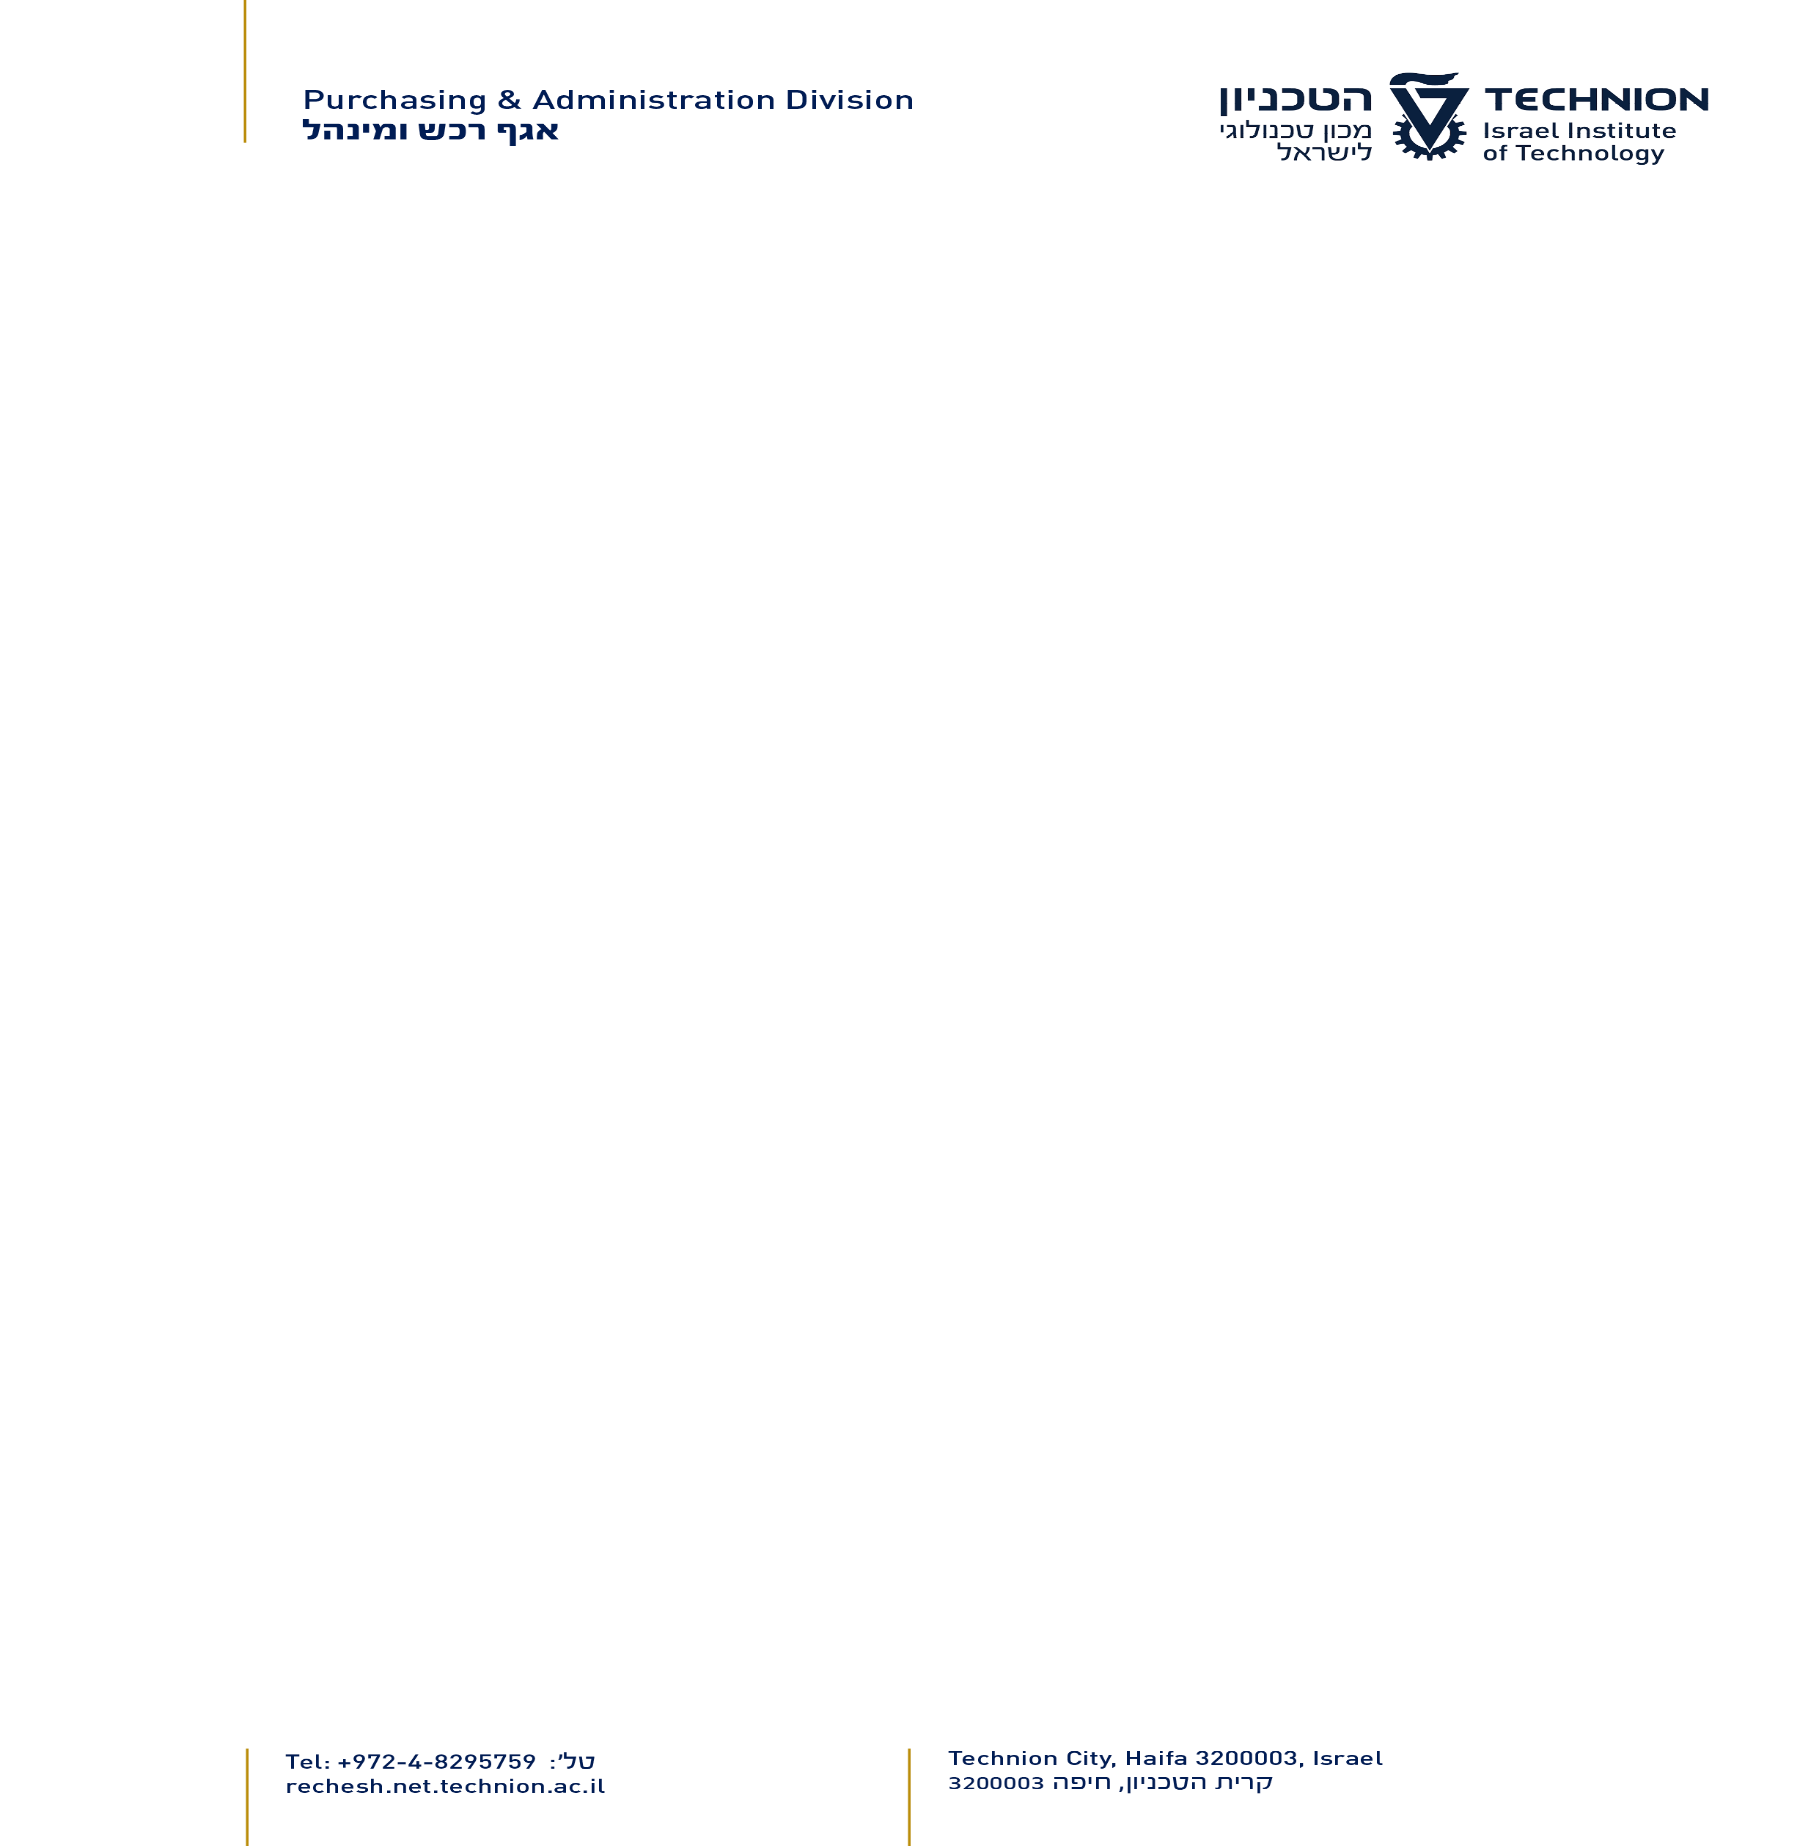 Purchasing & Administration Division
אגף רכש ומינהל
הטכניון
מכון טכנולוגי
לישראל
TECHNION
Israel Institute
of Technology
Tel: +972-4-8295759 טל':
rechesh.net.technion.ac.il
Technion City, Haifa 3200003, Israel
קרית הטכניון, חיפה 3200003